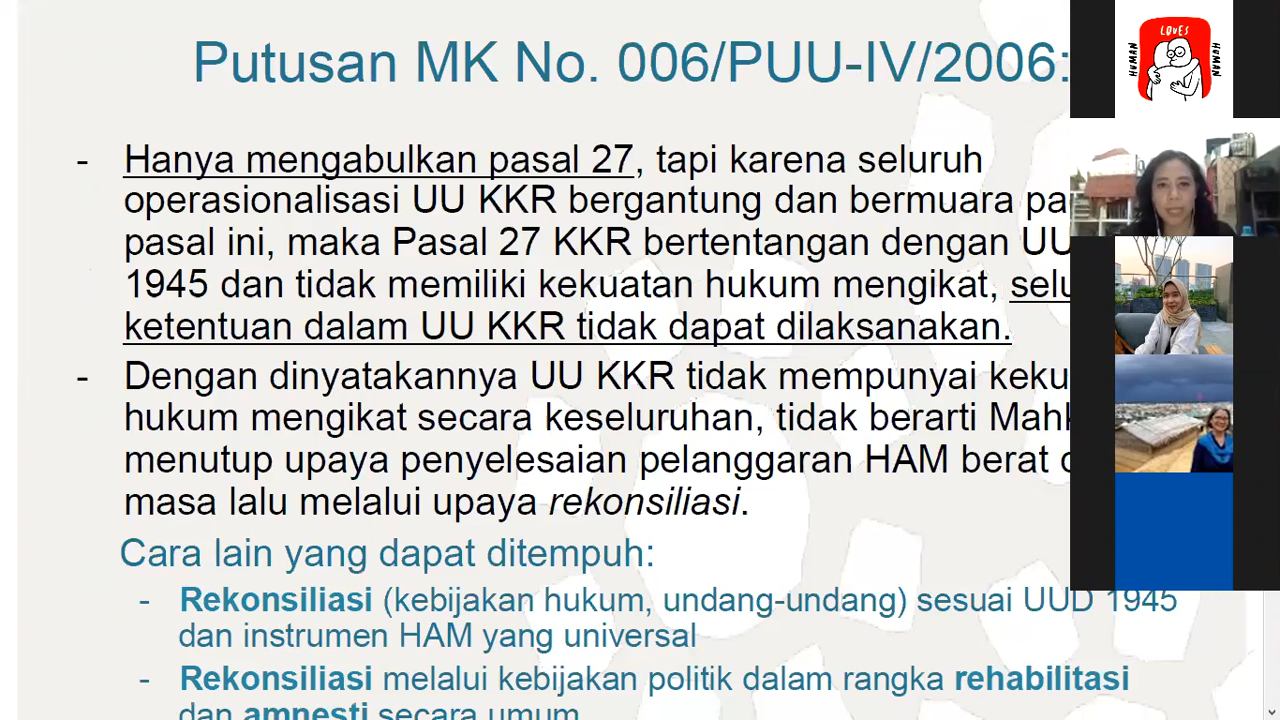 Putusan MK No. 006/PUU-IV/2006:
- Hanya mengabulkan pasal 27, tapi karena seluruh
operasionalisasi UU KKR bergantung dan bermuara pa
pasal ini, maka Pasal 27 KKR bertentangan dengan UU
1945 dan tidak memiliki kekuatan hukum mengikat, selu
ketentuan dalam UU KKR tidak dapat dilaksanakan.
- Dengan dinyatakannya UU KKR tidak mempunyai keku
hukum mengikat secara keseluruhan, tidak berarti Mahk
menutup upaya penyelesaian pelanggaran HAM berat
masa lalu melalui upaya rekonsiliasi.
Cara lain yang dapat ditempuh:
- Rekonsiliasi (kebijakan hukum, undang-undang) sesuai UUD 1945
dan instrumen HAM yang universal
- Rekonsiliasi melalui kebijakan politik dalam rangka rehabilitasi
dan amnesti secara umum
HUMAN
LOVES
HUMAN